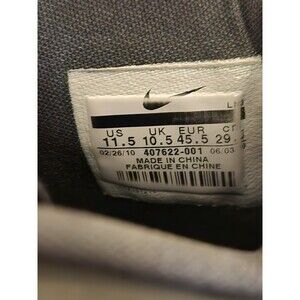 US UK EUR cm
11.5 10.5 45.5 29.
02/26/10 407622-001 06:03
MADE IN CHINA
FABRIQUE EN CHINE